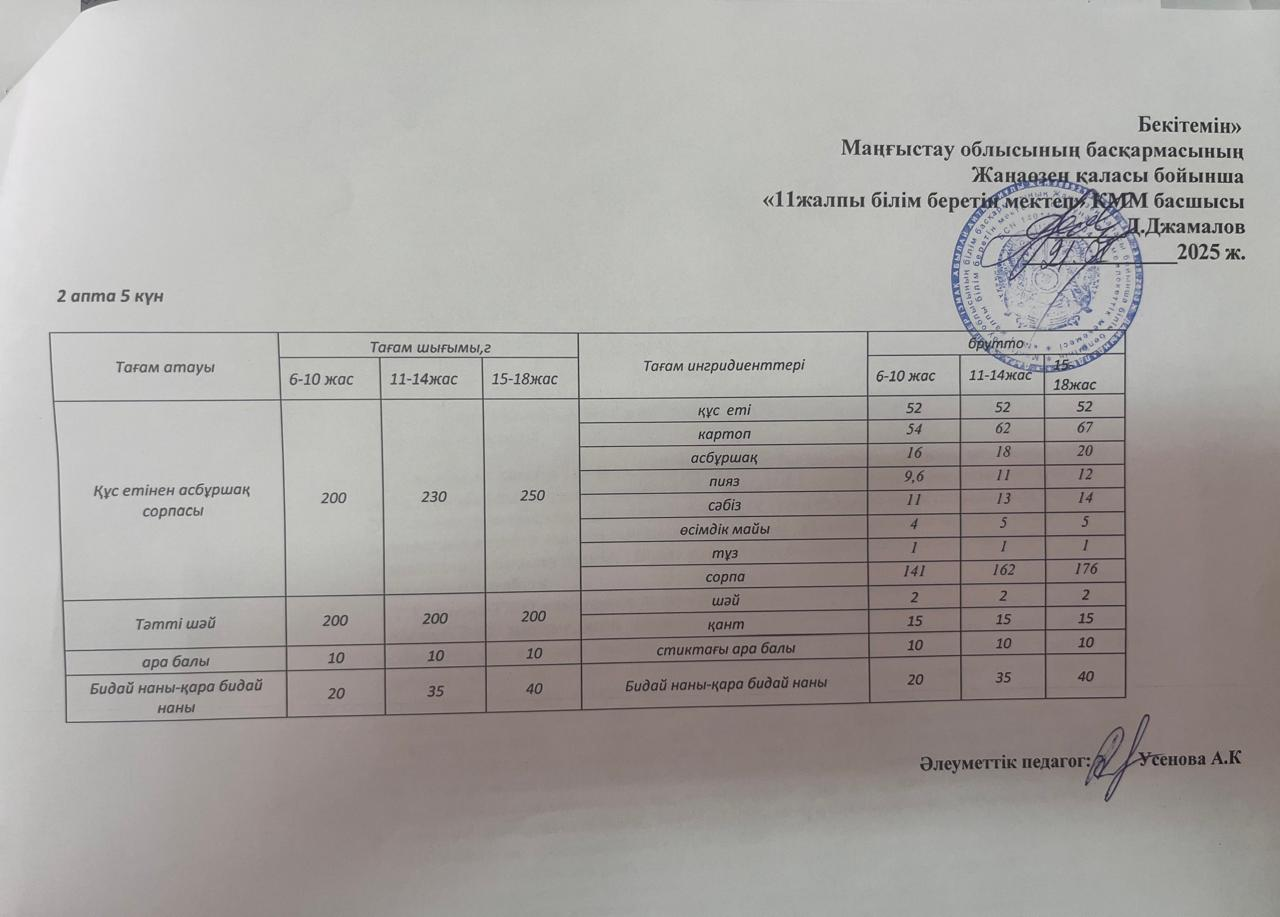 Бекітемін»
Маңғыстау облысының басқармасының
Жаңаөзен қаласы бойынша
«11жалпы білім беретін мектеп» КММ басшысы
Д.Джамалов
2025 ж.
2 апта 5 күн
Тағам атауы Тағам шығымы,г Тағам ингридиенттері брутто
6-10 жас 11-14жас 15-18жас 6-10 жас 11-14жас 15-18жас
Құс етінен асбұршақ сорпасы 200 230 250 құс еті 52 52 52
картоп 54 62 67
асбұршақ 16 18 20
пияз 9,6 11 12
сәбіз 11 13 14
өсімдік майы 4 5 5
тұз 1 1 1
сорпа 141 162 176
Тәтті шәй 200 200 200 шәй 2 2 2
қант 15 15 15
ара балы 10 10 10 стиктағы ара балы 10 10 10
Бидай наны-қара бидай наны 20 35 40 Бидай наны-қара бидай наны 20 35 40
Әлеуметтік педагог: Усенова А.К